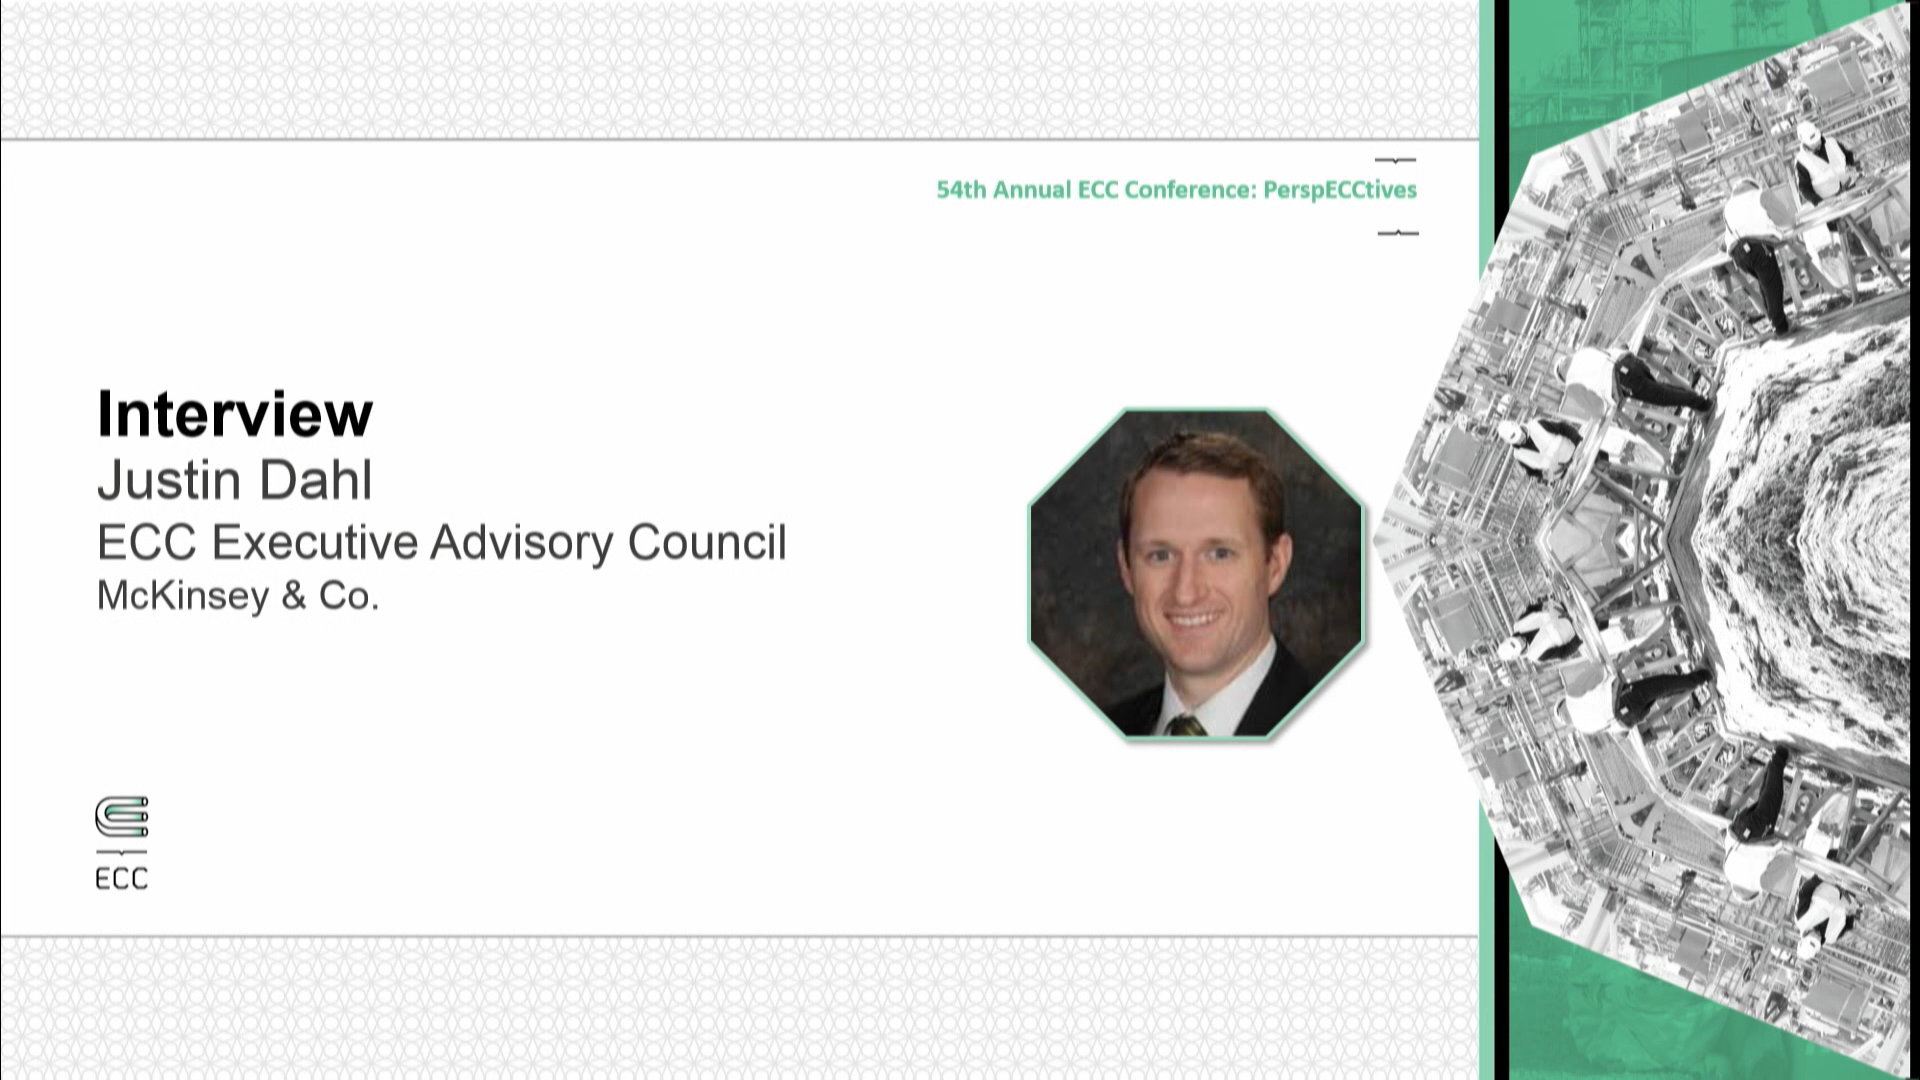 54th Annual ECC Conference: PerspECCtives
Interview
Justin Dahl
ECC Executive Advisory Council
McKinsey & Co.
ECC